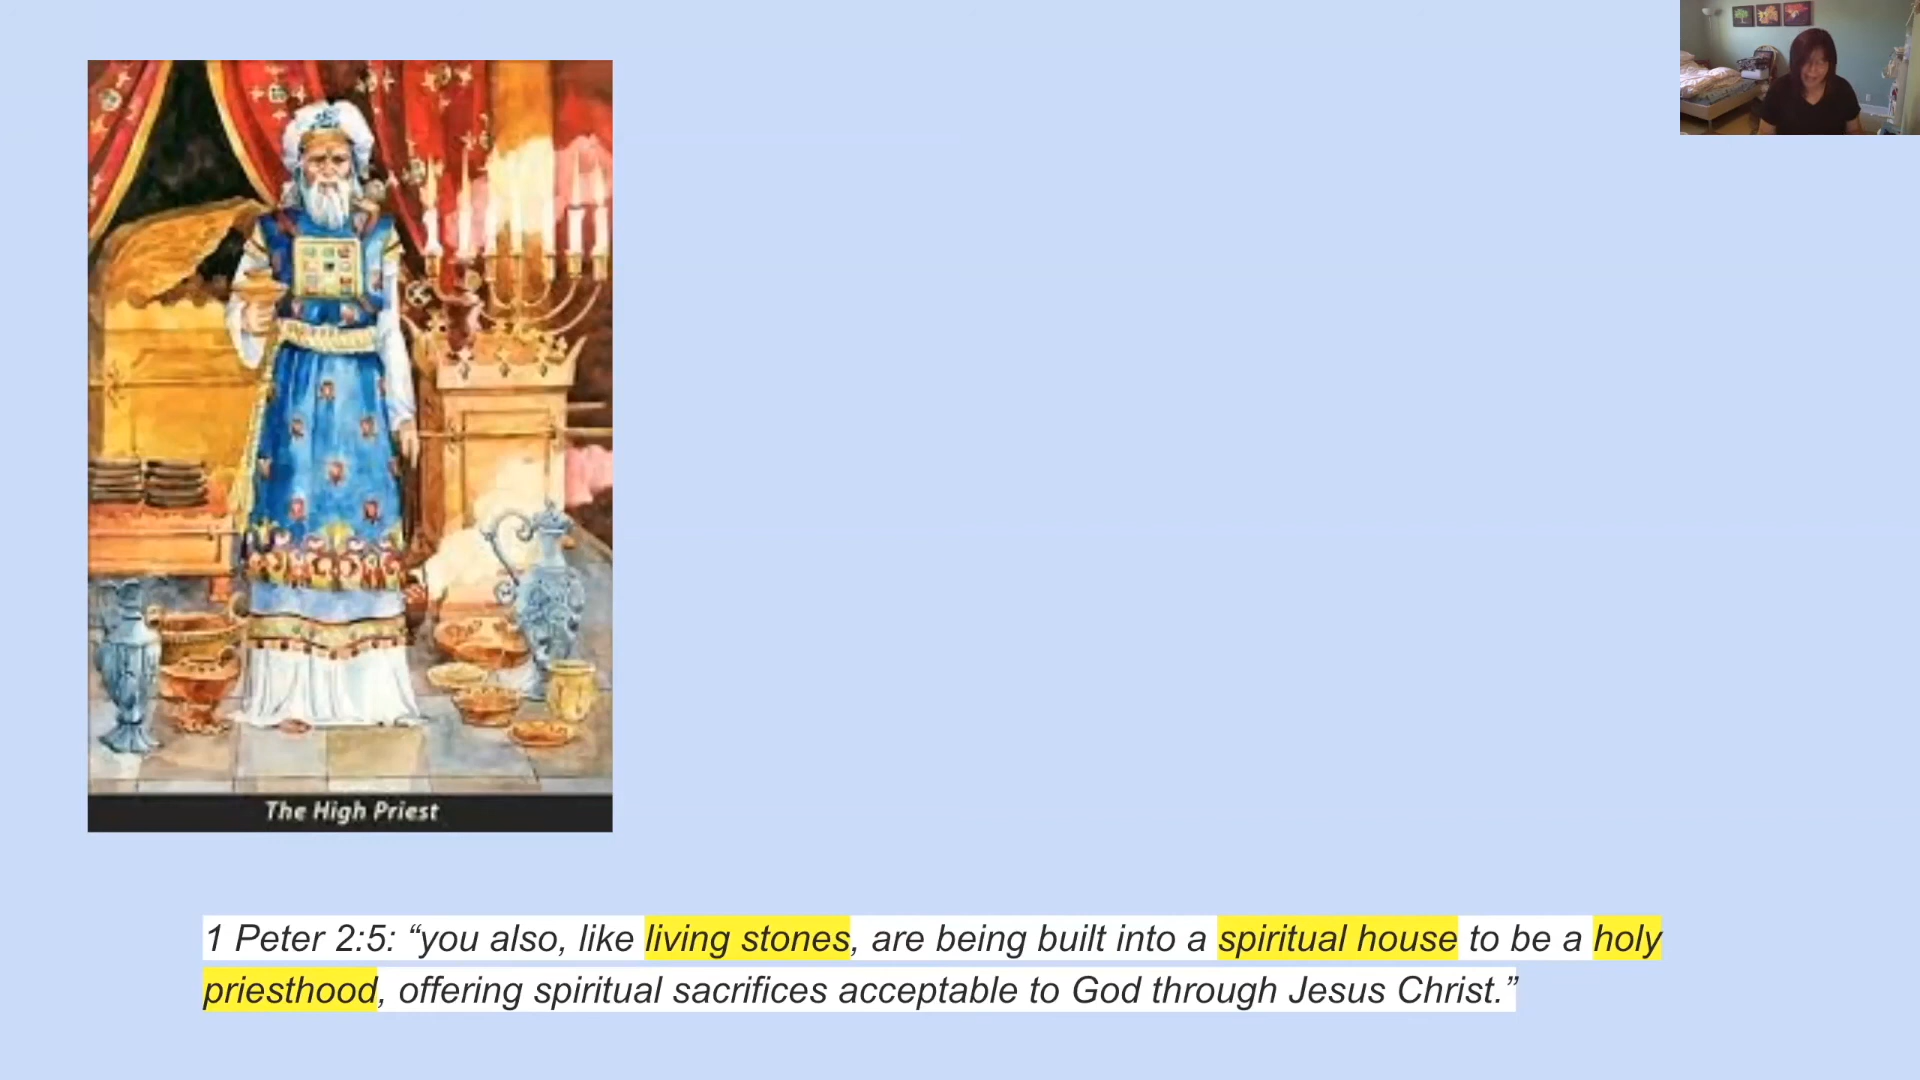 The High Priest
1 Peter 2:5: “you also, like living stones, are being built into a spiritual house to be a holy
priesthood, offering spiritual sacrifices acceptable to God through Jesus Christ.”